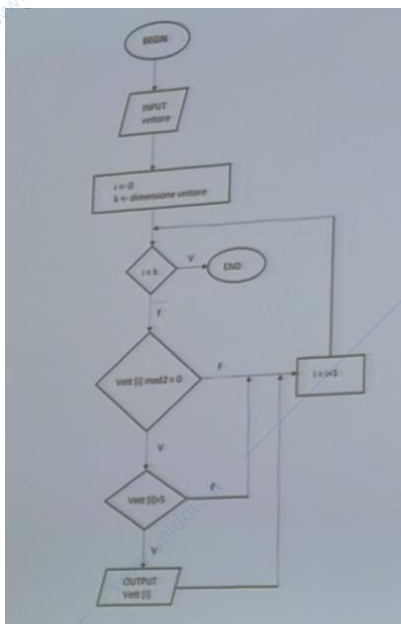 BEGIN
INPUT
vettore
i <- 0
k <- dimensione vettore
i = k
V
END
F
Vett [i] mod2 = 0
F
i = i+1
V
Vett [i]>5
F
V
OUTPUT
Vett [i]